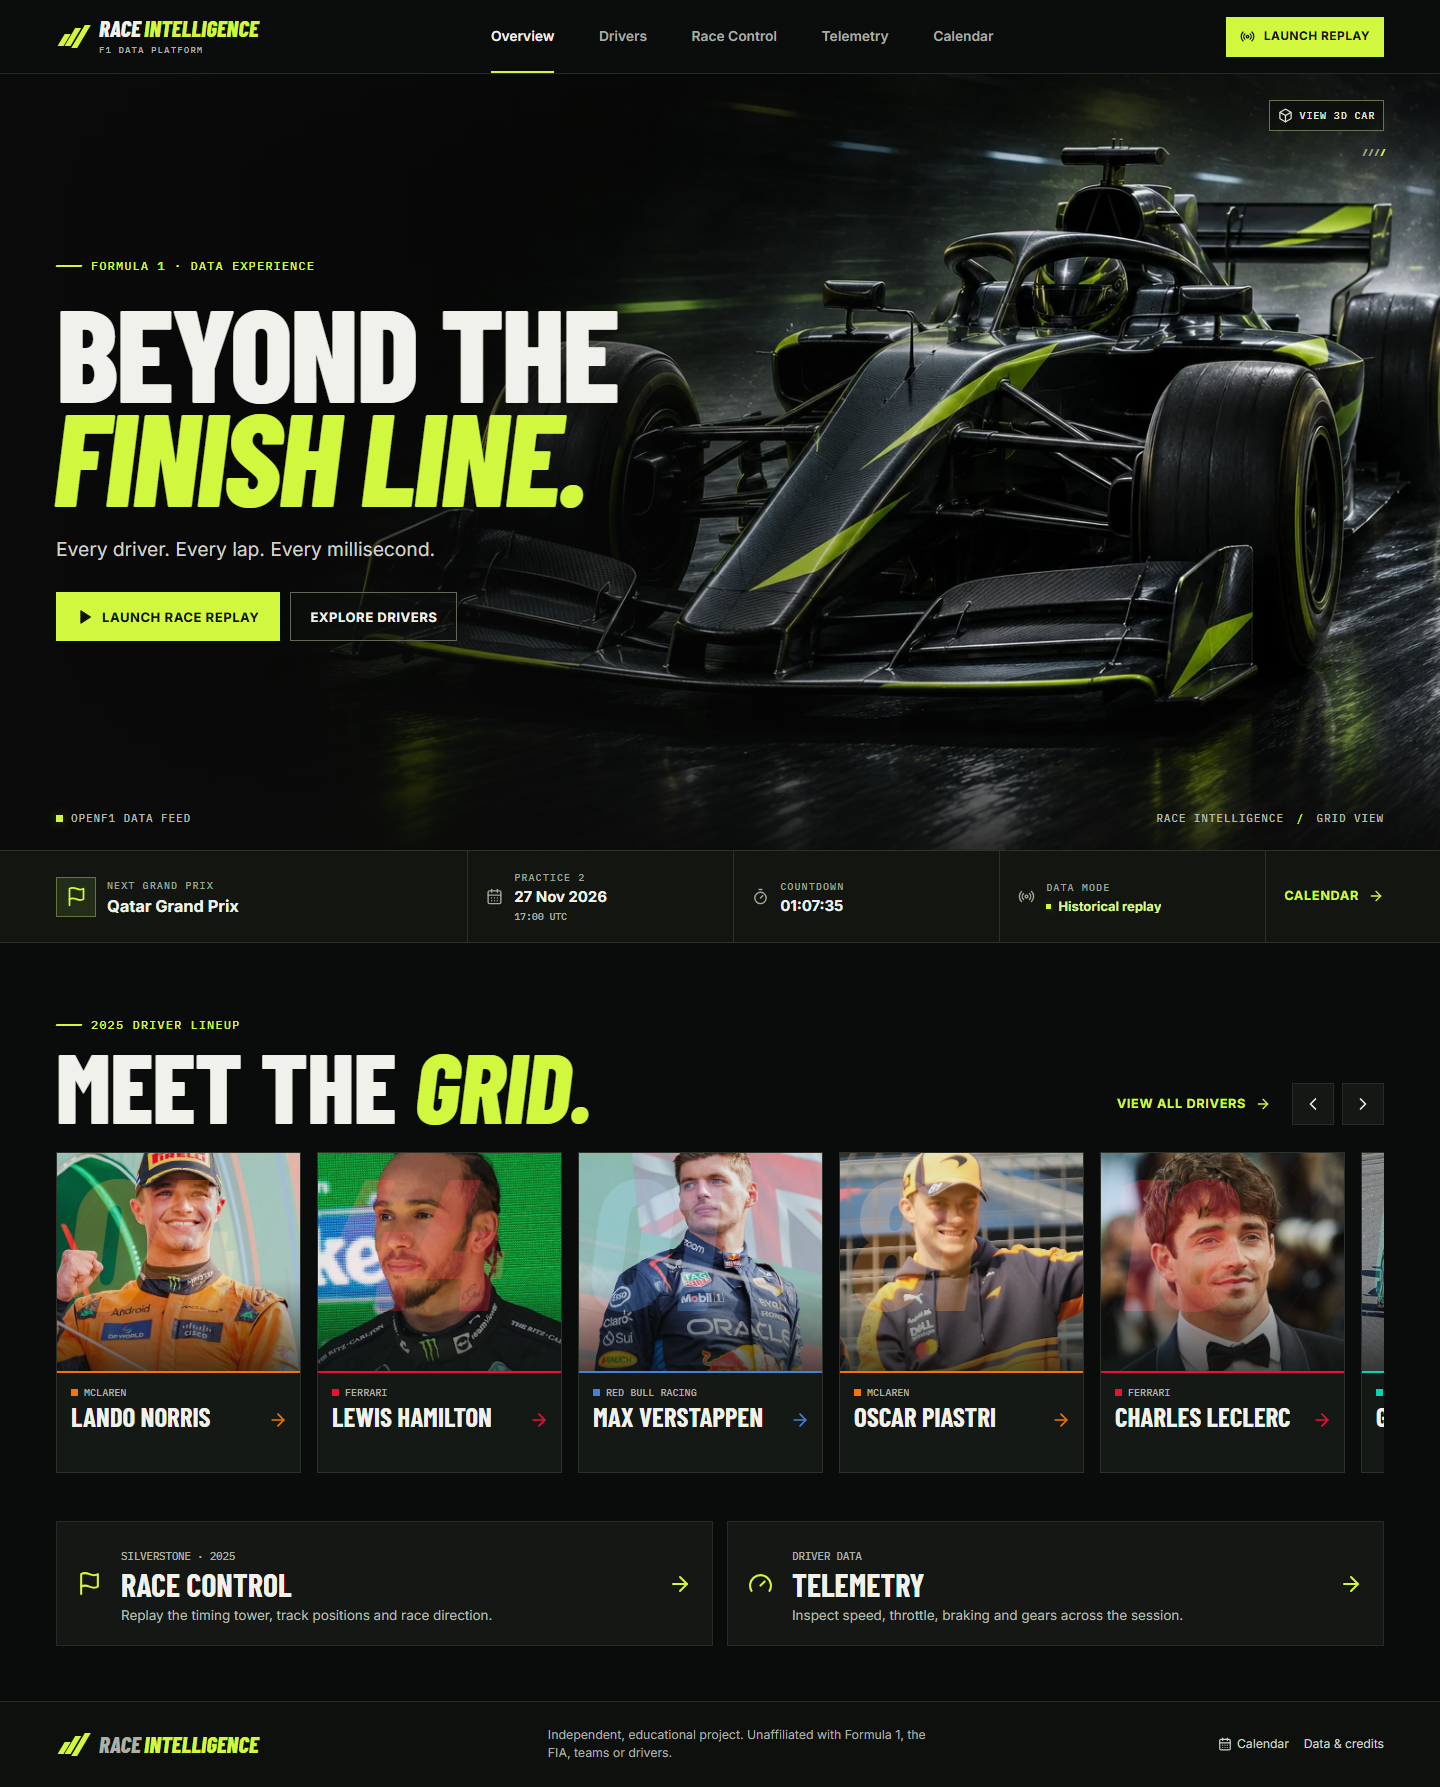 RACE INTELLIGENCE
F1 DATA PLATFORM
Overview
Drivers
Race Control
Telemetry
Calendar
LAUNCH REPLAY
VIEW 3D CAR
FORMULA 1 · DATA EXPERIENCE
BEYOND THE
FINISH LINE.
Every driver. Every lap. Every millisecond.
LAUNCH RACE REPLAY
EXPLORE DRIVERS
OPENF1 DATA FEED
RACE INTELLIGENCE / GRID VIEW
NEXT GRAND PRIX
Qatar Grand Prix
PRACTICE 2
27 Nov 2026
17:00 UTC
COUNTDOWN
01:07:35
DATA MODE
Historical replay
CALENDAR
2025 DRIVER LINEUP
MEET THE GRID.
VIEW ALL DRIVERS
MCLAREN
LANDO NORRIS
FERRARI
LEWIS HAMILTON
RED BULL RACING
MAX VERSTAPPEN
MCLAREN
OSCAR PIASTRI
FERRARI
CHARLES LECLERC
SILVERSTONE · 2025
RACE CONTROL
Replay the timing tower, track positions and race direction.
DRIVER DATA
TELEMETRY
Inspect speed, throttle, braking and gears across the session.
RACE INTELLIGENCE
Independent, educational project. Unaffiliated with Formula 1, the
FIA, teams or drivers.
Calendar
Data & credits